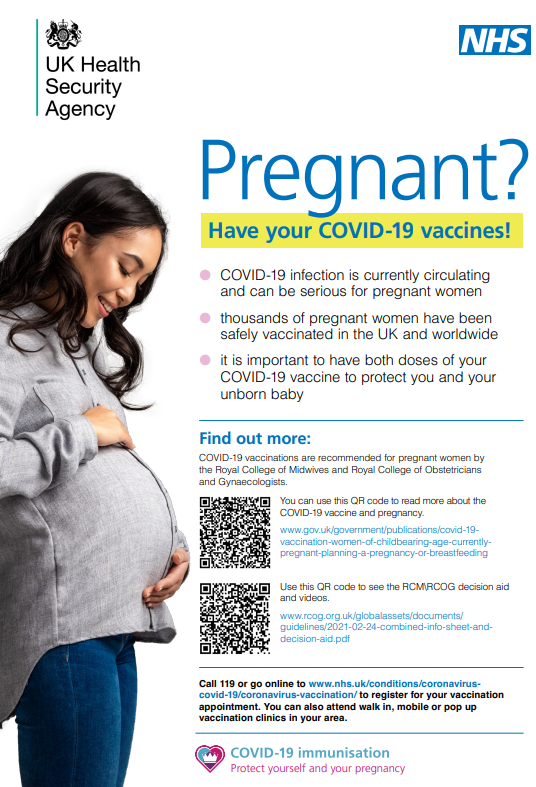 UK Health
Security
Agency
NHS
Pregnant?
Have your COVID-19 vaccines!
COVID-19 infection is currently circulating
and can be serious for pregnant women
thousands of pregnant women have been
safely vaccinated in the UK and worldwide
it is important to have both doses of your
COVID-19 vaccine to protect you and your
unborn baby
Find out more:
COVID-19 vaccinations are recommended for pregnant women by
the Royal College of Midwives and Royal College of Obstetricians
and Gynaecologists.
You can use this QR code to read more about the
COVID-19 vaccine and pregnancy.
www.gov.uk/government/publications/covid-19-
vaccination-women-of-childbearing-age-currently-
pregnant-planning-a-pregnancy-or-breastfeeding
Use this QR code to see the RCM\RCOG decision aid
and videos.
www.rcog.org.uk/globalassets/documents/
guidelines/2021-02-24-combined-info-sheet-and-
decision-aid.pdf
Call 119 or go online to www.nhs.uk/conditions/coronavirus-
covid-19/coronavirus-vaccination/ to register for your vaccination
appointment. You can also attend walk in, mobile or pop up
vaccination clinics in your area.
COVID-19 immunisation
Protect yourself and your pregnancy